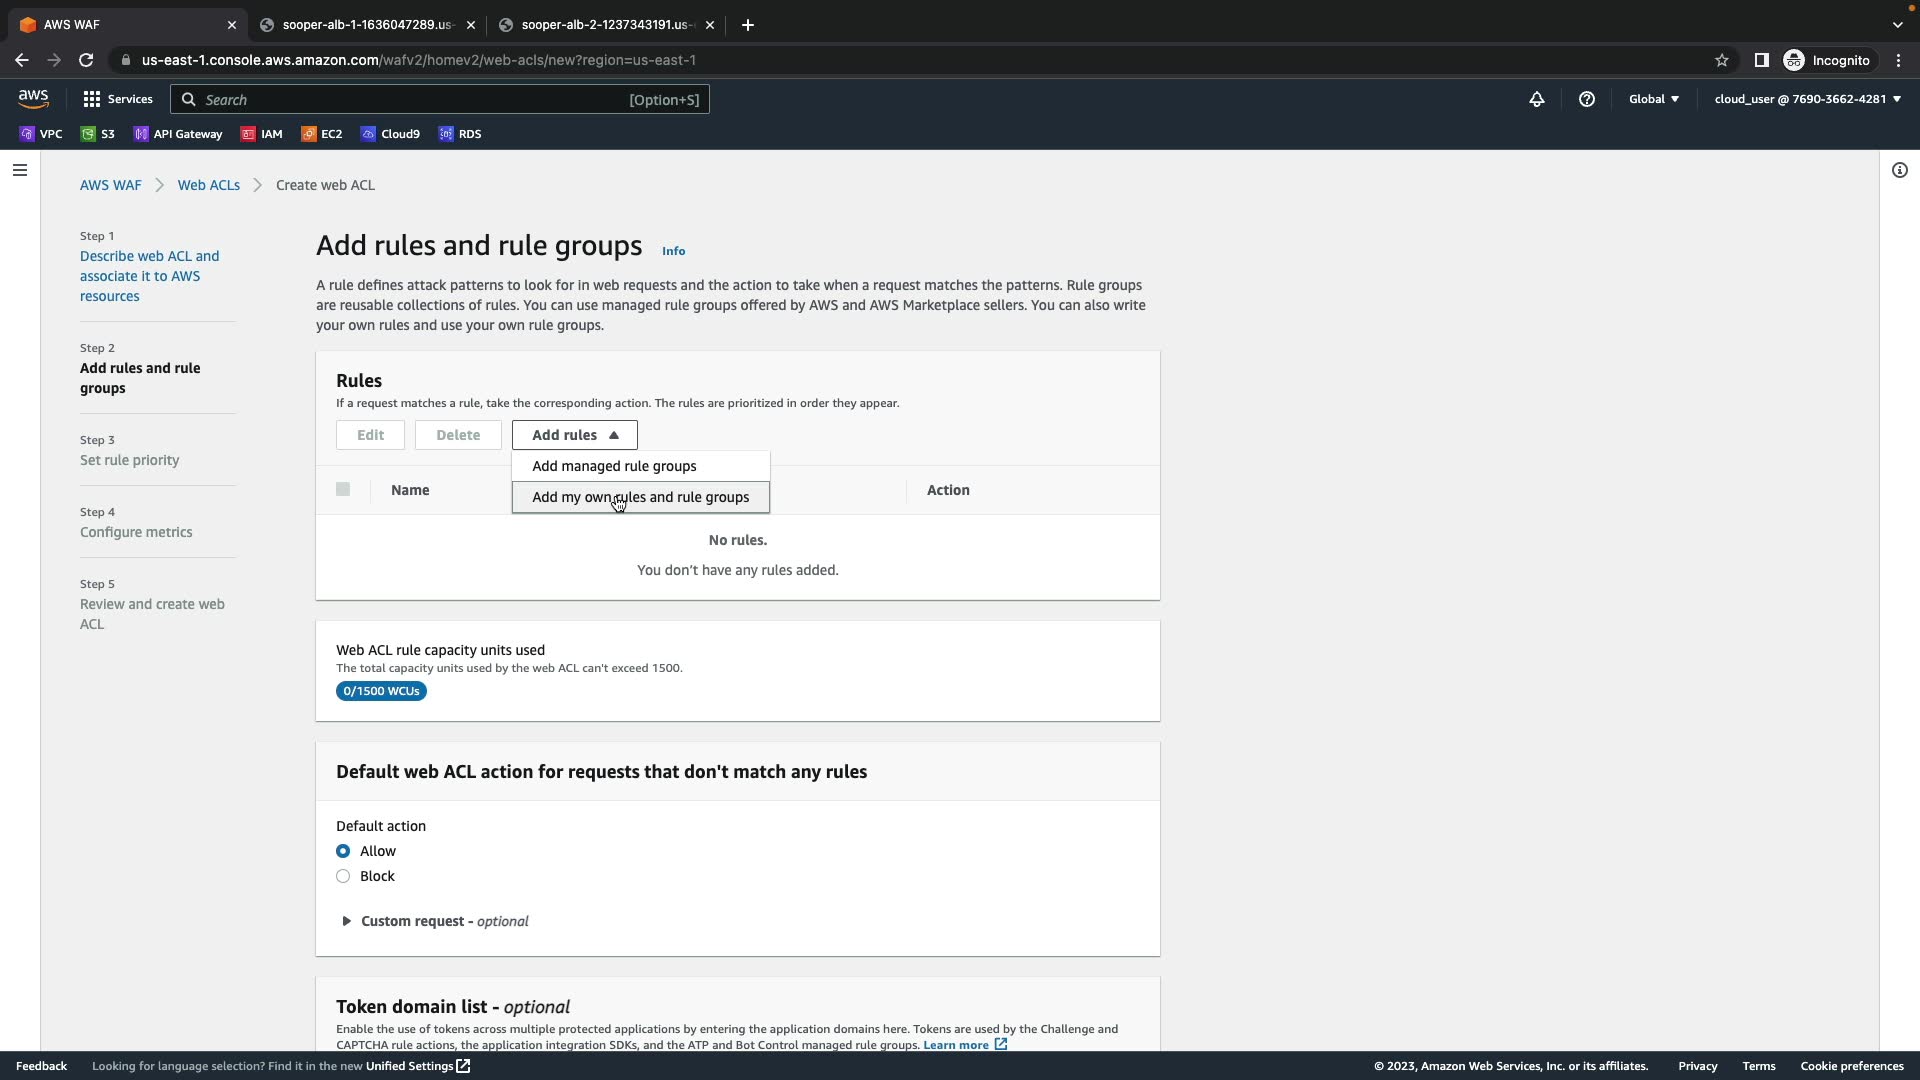 AWS WAF
sooper-alb-1-1636047289.us-
sooper-alb-2-1237343191.us-
us-east-1.console.aws.amazon.com/wafv2/homev2/web-acls/new?region=us-east-1
Incognito
aws
Services
Search
[Option+S]
Global
cloud_user @ 7690-3662-4281
VPC
S3
API Gateway
IAM
EC2
Cloud9
RDS
AWS WAF
Web ACLs
Create web ACL
Step 1
Describe web ACL and
associate it to AWS
resources
Step 2
Add rules and rule
groups
Step 3
Set rule priority
Step 4
Configure metrics
Step 5
Review and create web
ACL
Add rules and rule groups
Info
A rule defines attack patterns to look for in web requests and the action to take when a request matches the patterns. Rule groups
are reusable collections of rules. You can use managed rule groups offered by AWS and AWS Marketplace sellers. You can also write
your own rules and use your own rule groups.
Rules
If a request matches a rule, take the corresponding action. The rules are prioritized in order they appear.
Edit
Delete
Add rules
Add managed rule groups
Add my own rules and rule groups
Name
Action
No rules.
You don't have any rules added.
Web ACL rule capacity units used
The total capacity units used by the web ACL can't exceed 1500.
0/1500 WCUs
Default web ACL action for requests that don't match any rules
Default action
Allow
Block
Custom request - optional
Token domain list - optional
Enable the use of tokens across multiple protected applications by entering the application domains here. Tokens are used by the Challenge and
CAPTCHA rule actions, the application integration SDKs, and the ATP and Bot Control managed rule groups. Learn more
Feedback
Looking for language selection? Find it in the new Unified Settings
© 2023, Amazon Web Services, Inc. or its affiliates.
Privacy
Terms
Cookie preferences